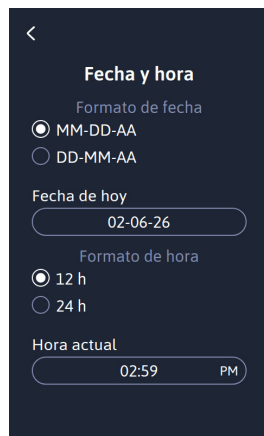 Fecha y hora
Formato de fecha
MM-DD-AA
DD-MM-AA
Fecha de hoy
02-06-26
Formato de hora
12 h
24 h
Hora actual
02:59 PM